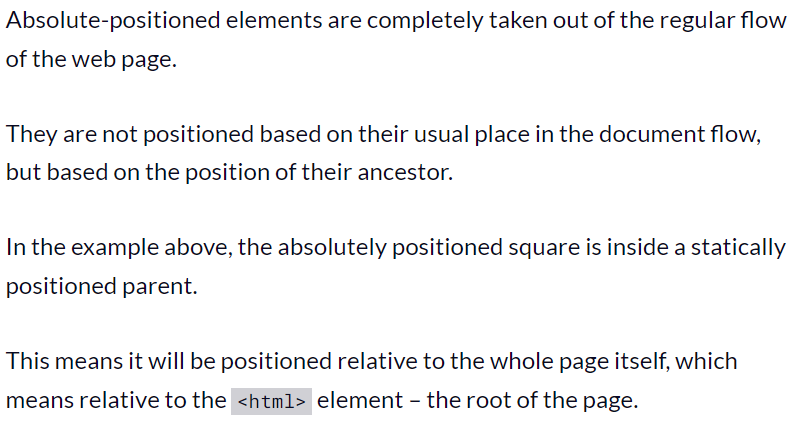 Absolute-positioned elements are completely taken out of the regular flow
of the web page.
They are not positioned based on their usual place in the document flow,
but based on the position of their ancestor.
In the example above, the absolutely positioned square is inside a statically
positioned parent.
This means it will be positioned relative to the whole page itself, which
means relative to the <html> element – the root of the page.